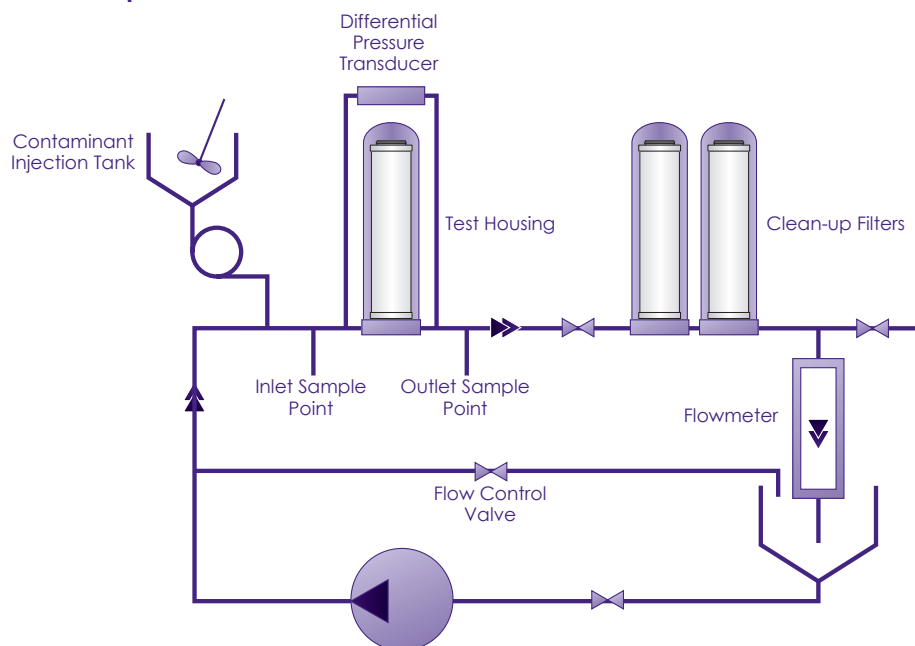 Differential
Pressure
Transducer
Contaminant
Injection Tank
Test Housing
Clean-up Filters
Inlet Sample
Point
Outlet Sample
Point
Flowmeter
Flow Control
Valve